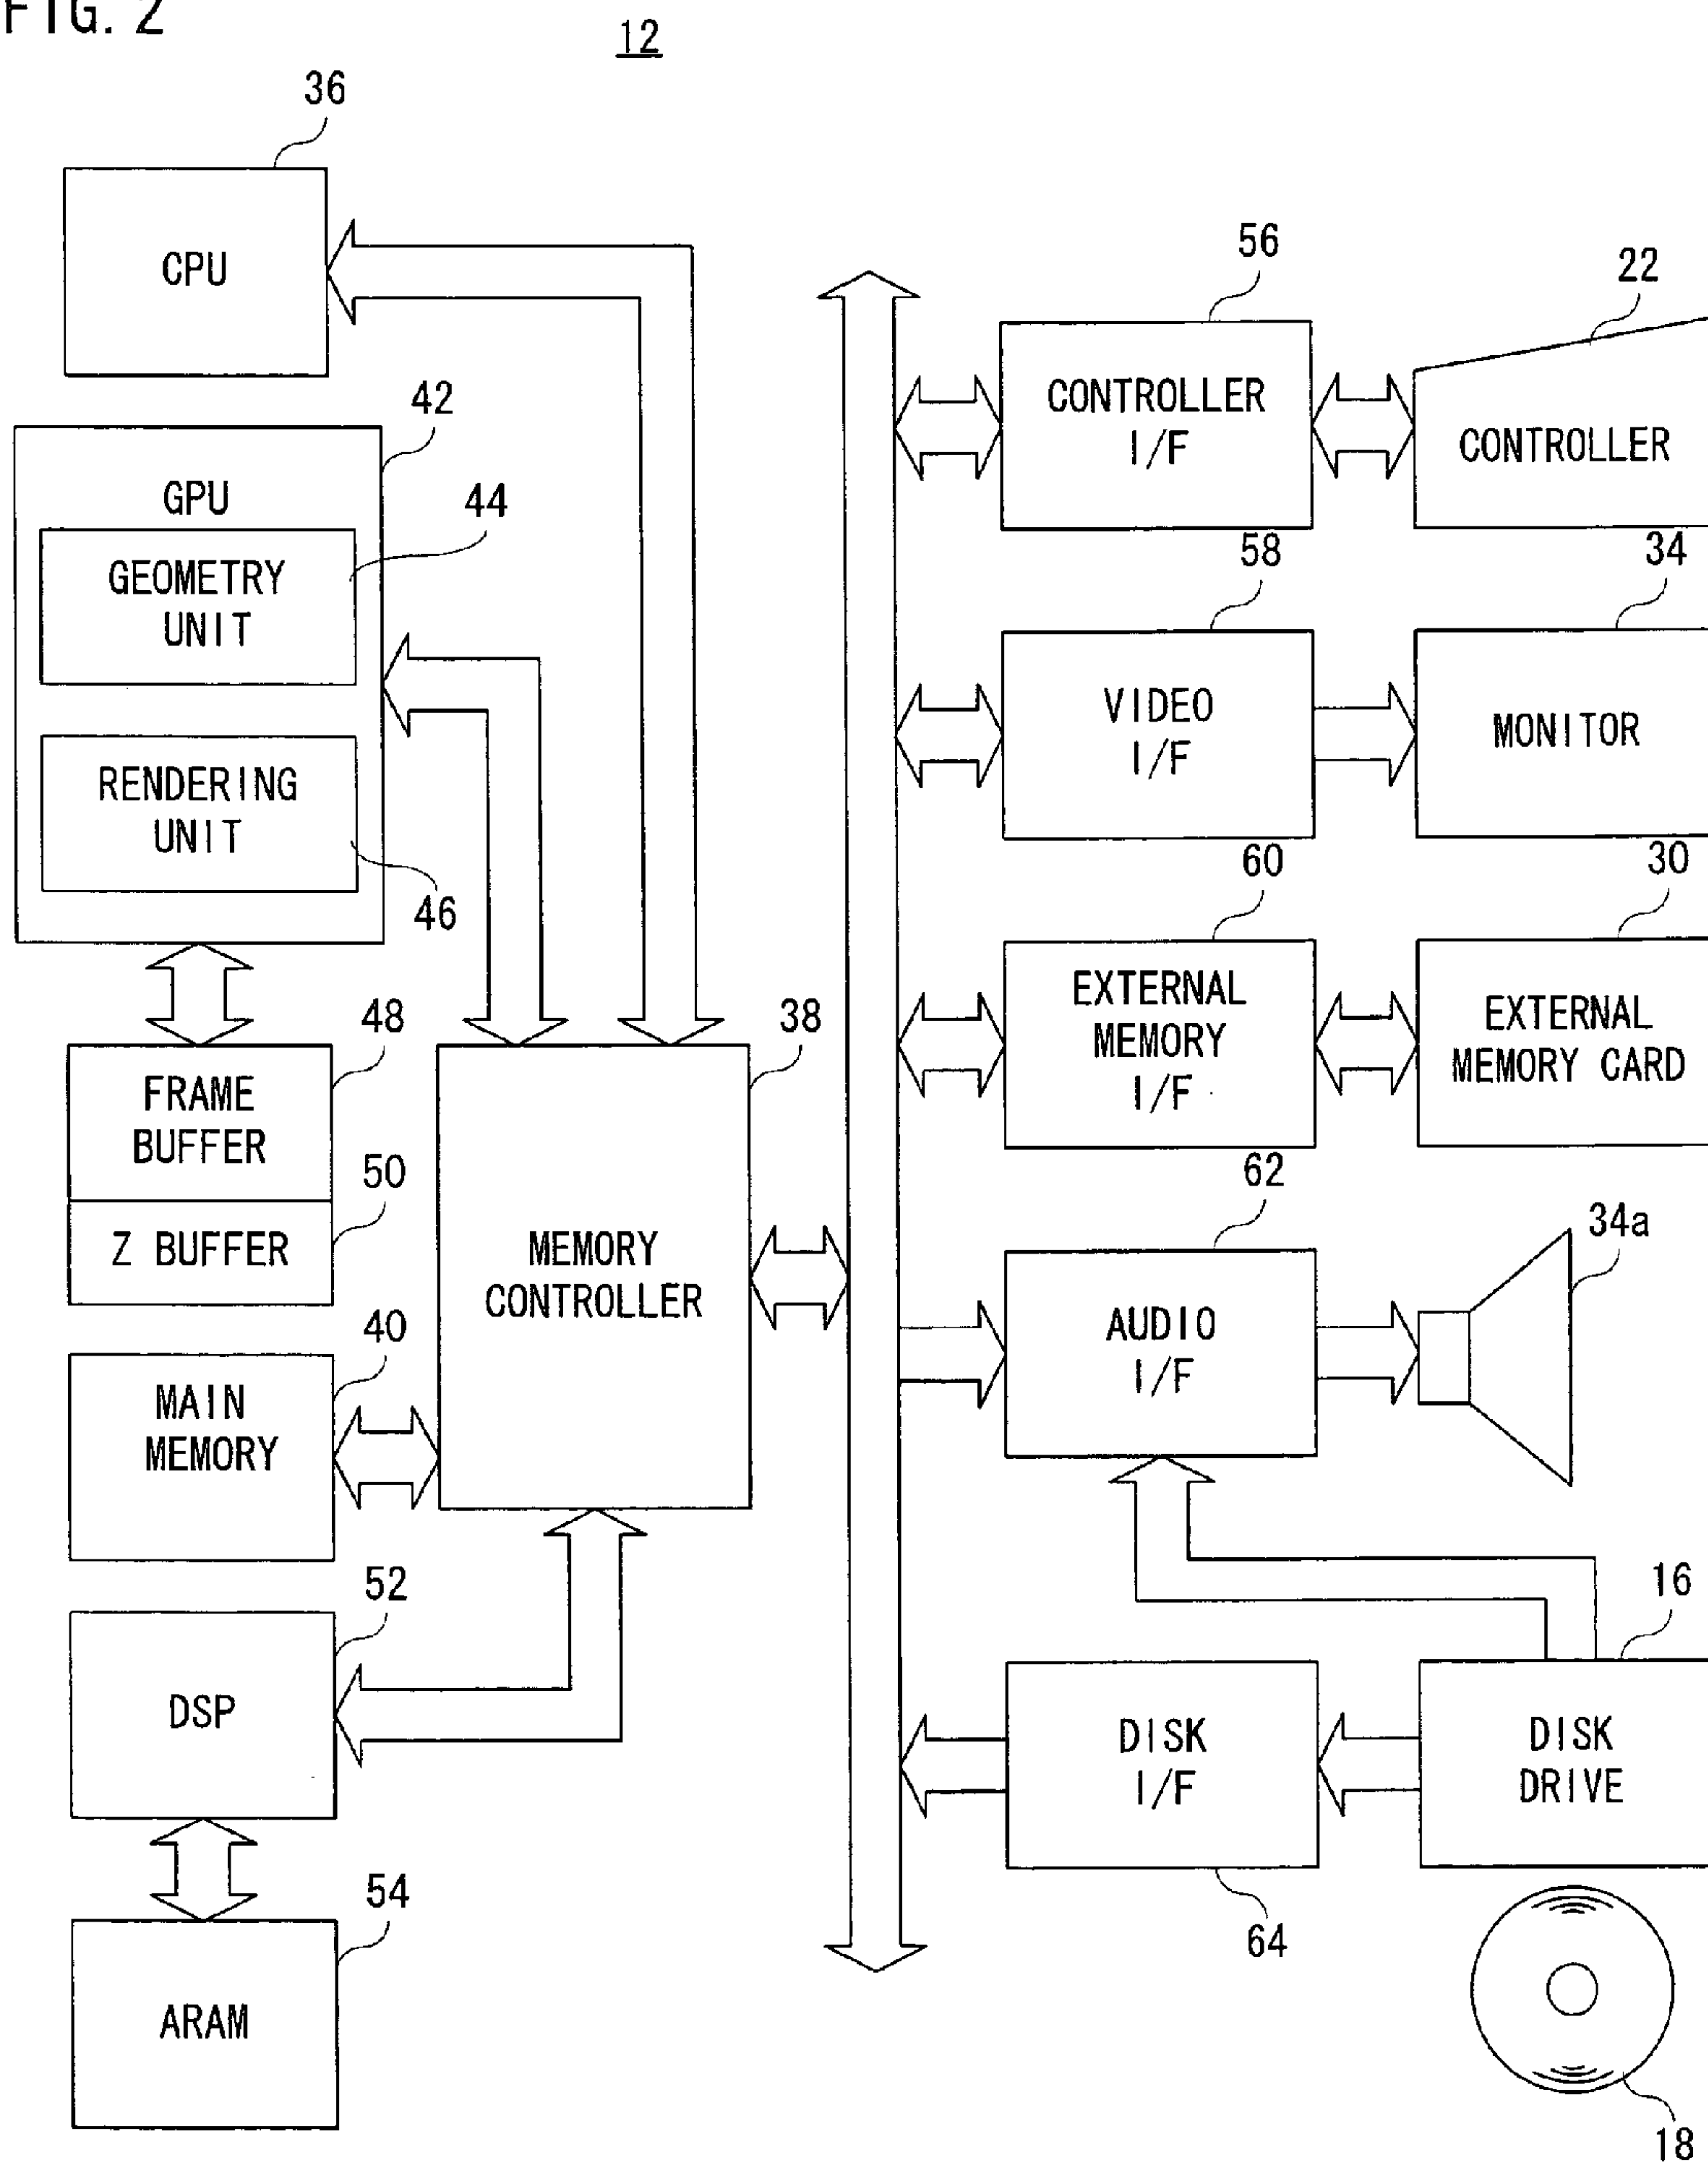 FIG. 2
12
36
CPU
42
GPU
44
GEOMETRY
UNIT
RENDERING
UNIT
46
48
FRAME
BUFFER
50
Z BUFFER
40
MAIN
MEMORY
52
DSP
54
ARAM
38
MEMORY
CONTROLLER
56
CONTROLLER
I/F
22
CONTROLLER
58
VIDEO
I/F
34
MONITOR
60
EXTERNAL
MEMORY
I/F
30
EXTERNAL
MEMORY CARD
62
AUDIO
I/F
34a
16
DISK
I/F
64
DISK
DRIVE
18